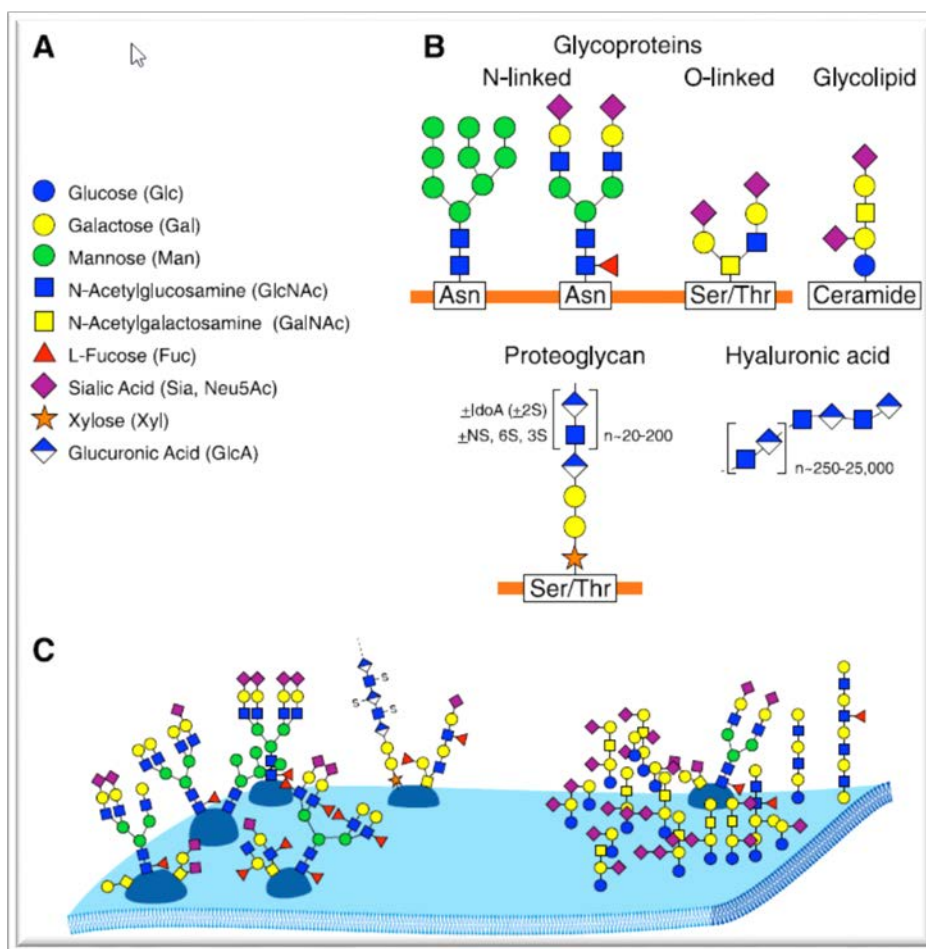 A
Glucose (Glc)
Galactose (Gal)
Mannose (Man)
N-Acetylglucosamine (GlcNAc)
N-Acetylgalactosamine (GalNAc)
L-Fucose (Fuc)
Sialic Acid (Sia, Neu5Ac)
Xylose (Xyl)
Glucuronic Acid (GlcA)
B
Glycoproteins
N-linked O-linked Glycolipid
Asn Asn Ser/Thr Ceramide
Proteoglycan
±IdoA (±2S)
±NS, 6S, 3S
n~20-200
Ser/Thr
Hyaluronic acid
n~250-25,000
C
S
S
S